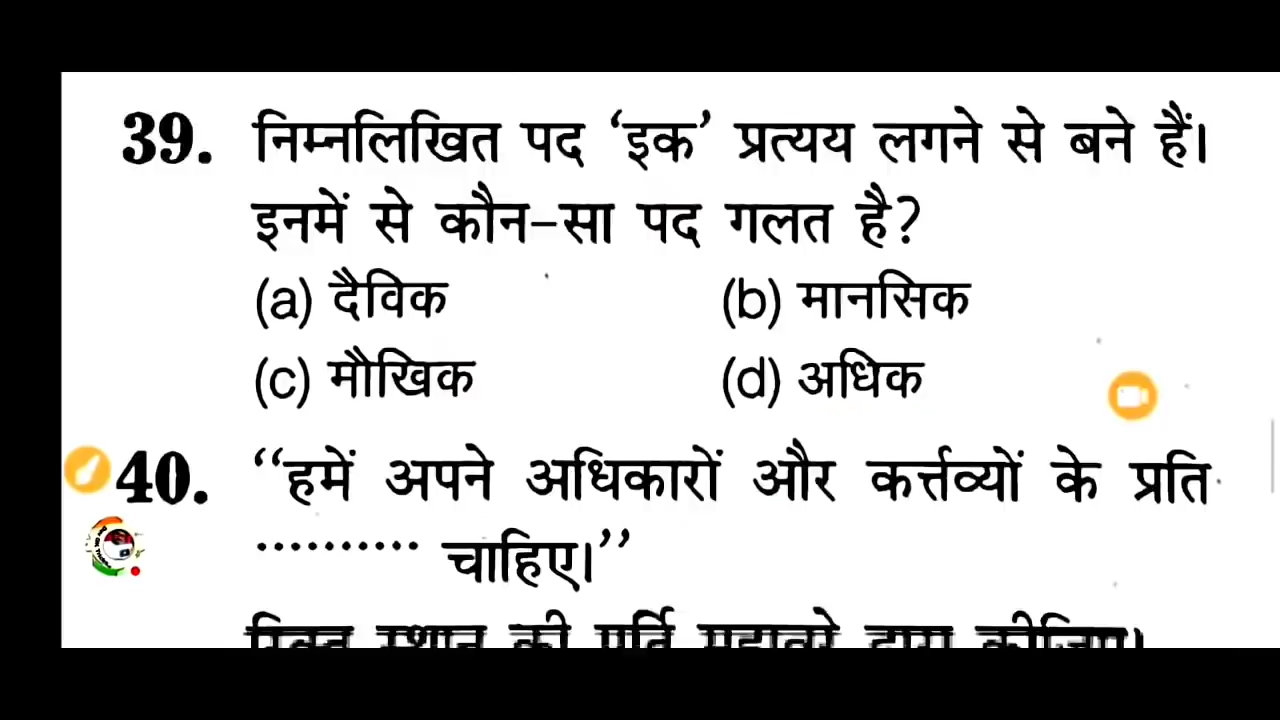 39. निम्नलिखित पद ‘इक’ प्रत्यय लगने से बने हैं।
इनमें से कौन-सा पद गलत है?
(a) दैविक (b) मानसिक
(c) मौखिक (d) अधिक
40. ‘‘हमें अपने अधिकारों और कर्त्तव्यों के प्रति
.......... चाहिए।’’
रिक्त स्थान की पूर्ति मुहावरे द्वारा कीजिए।